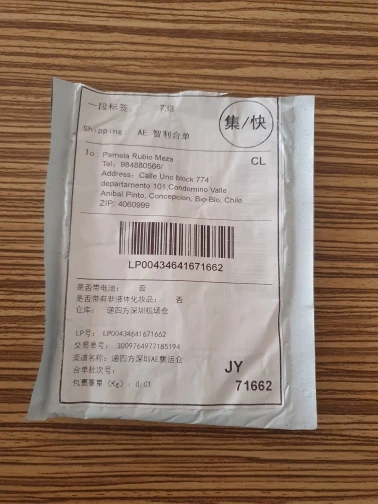 一段标签 733
集/快
Shipping: AE 智利合单
CL
To: Pamela Rubio Meza
Tel: 984880566/
Address: Calle Uno block 774
departamento 101,Condomino Valle
Anibal Pinto, Concepcion, Bio-Bio, Chile
ZIP: 4060999
LP00434641671662
是否带电池: 否
是否带有非液体化妆品: 否
仓库: 递四方深圳机场仓
LP号: LP00434641671662
交易单号: 3009764977185194
渠道名称: 递四方深圳AE集运仓
合单批次号:
包裹重量 (Kg) : 0.01
JY
71662